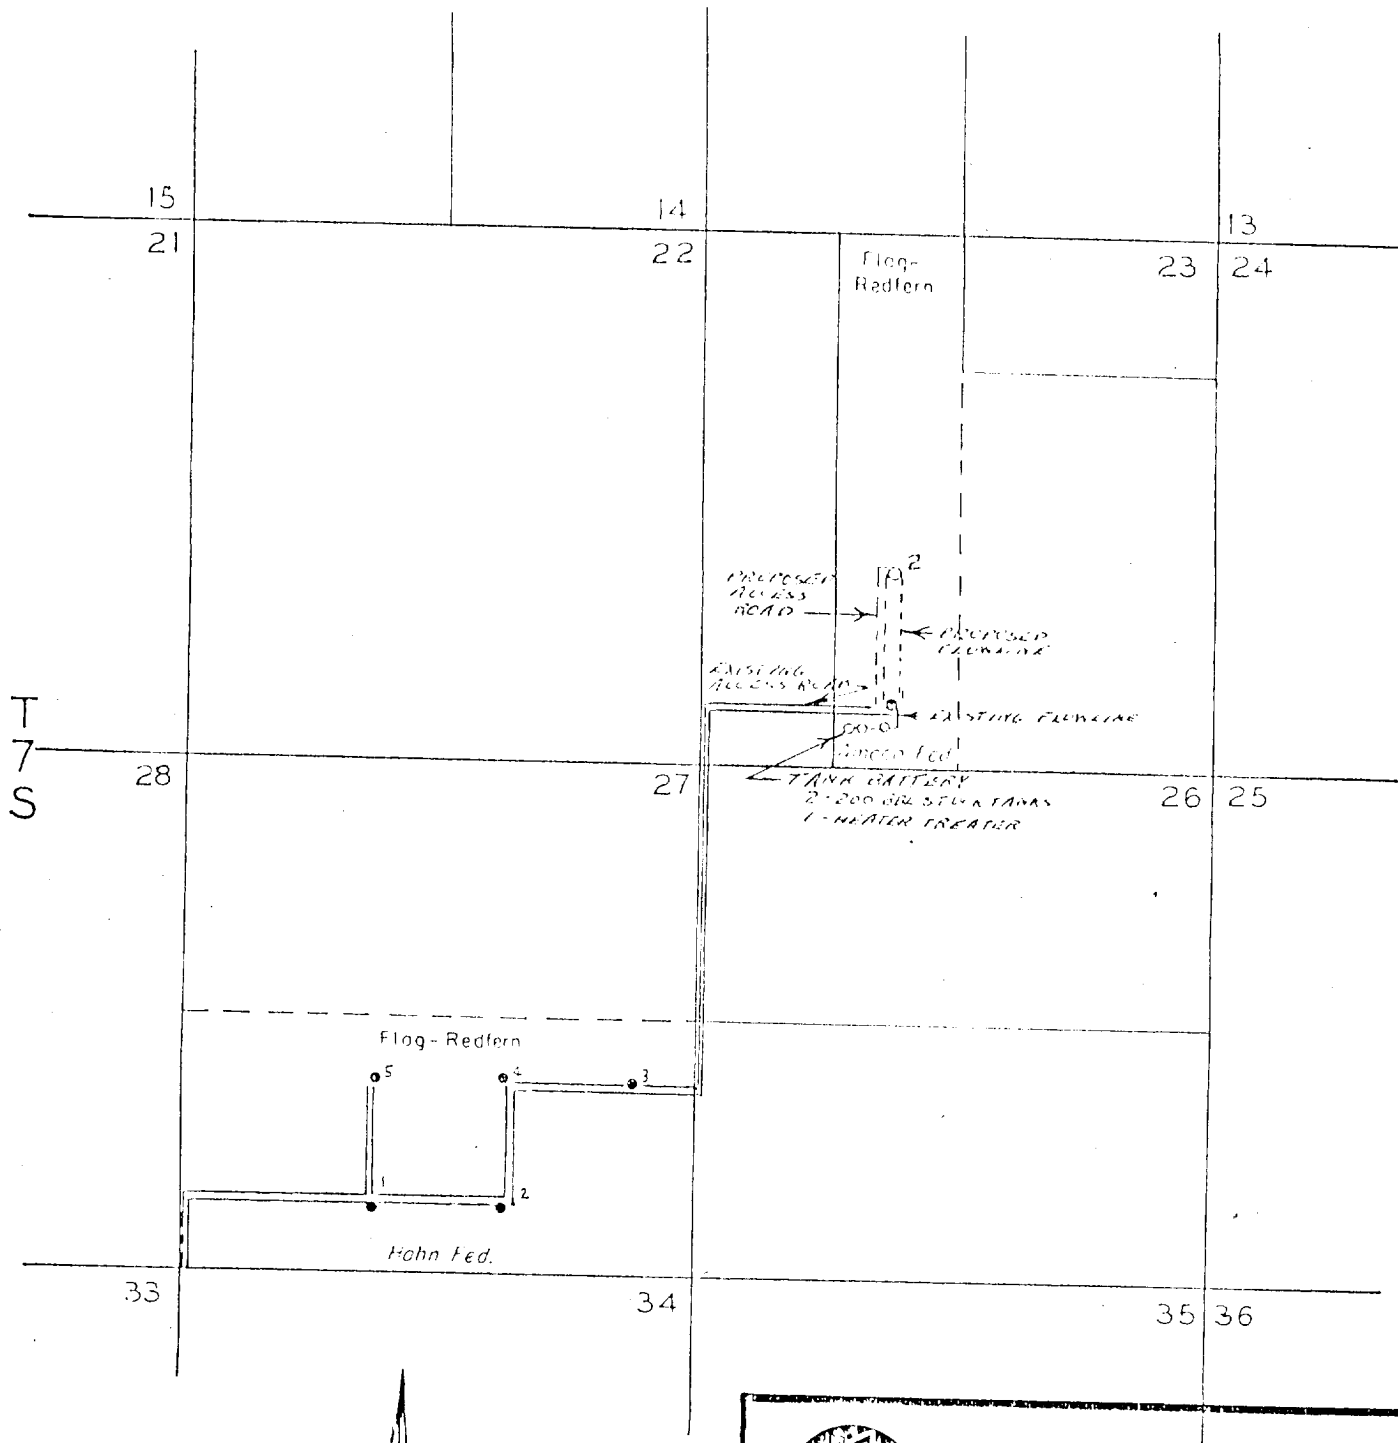 15
14
13
21
22
23 24
Flag-
Redfern
2
PROPOSED
ACCESS
ROAD
PROPOSED
FLOWLINE
EXISTING
ACCESS ROAD
EXISTING FLOWLINE
T
7
S
Amoco Fed.
28
27
26 25
TANK BATTERY
2-200 BBL STOCK TANKS
1-HEATER TREATER
Flag-Redfern
5
4
3
1
2
Hahn Fed.
33
34
35 36